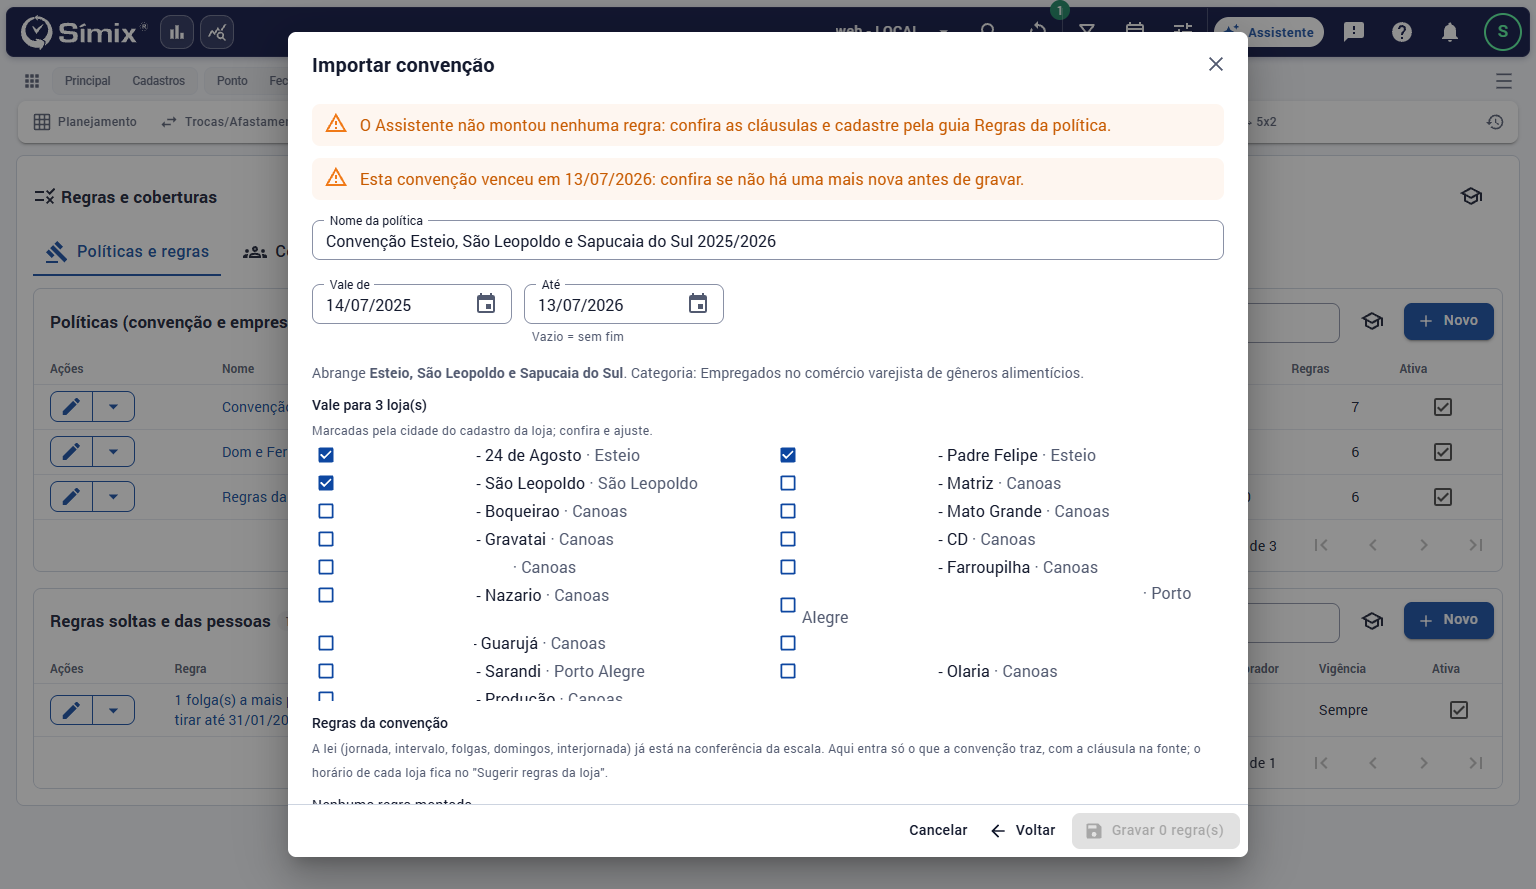 Símix
1
Assistente
S
Principal
Cadastros
Ponto
Planejamento
5x2
Regras e coberturas
Políticas e regras
Novo
Ações
Nome
Regras
Ativa
7
Dom e Fer
6
Regras da
6
de 3
Regras soltas e das pessoas
Novo
Ações
Regra
Vigência
Ativa
1 folga(s) a mais
tirar até 31/01/20
Sempre
de 1
Importar convenção
O Assistente não montou nenhuma regra: confira as cláusulas e cadastre pela guia Regras da política.
Esta convenção venceu em 13/07/2026: confira se não há uma mais nova antes de gravar.
Nome da política
Convenção Esteio, São Leopoldo e Sapucaia do Sul 2025/2026
Vale de
14/07/2025
Até
13/07/2026
Vazio = sem fim
Abrange Esteio, São Leopoldo e Sapucaia do Sul. Categoria: Empregados no comércio varejista de gêneros alimentícios.
Vale para 3 loja(s)
Marcadas pela cidade do cadastro da loja; confira e ajuste.
- 24 de Agosto · Esteio
- Padre Felipe · Esteio
- São Leopoldo · São Leopoldo
- Matriz · Canoas
- Boqueirao · Canoas
- Mato Grande · Canoas
- Gravatai · Canoas
- CD · Canoas
· Canoas
- Farroupilha · Canoas
- Nazario · Canoas
· Porto
Alegre
- Guarujá · Canoas
- Sarandi · Porto Alegre
- Olaria · Canoas
- Produção · Canoas
Regras da convenção
A lei (jornada, intervalo, folgas, domingos, interjornada) já está na conferência da escala. Aqui entra só o que a convenção traz, com a cláusula na fonte; o
horário de cada loja fica no "Sugerir regras da loja".
Nenhuma regra montada
Cancelar
Voltar
Gravar 0 regra(s)